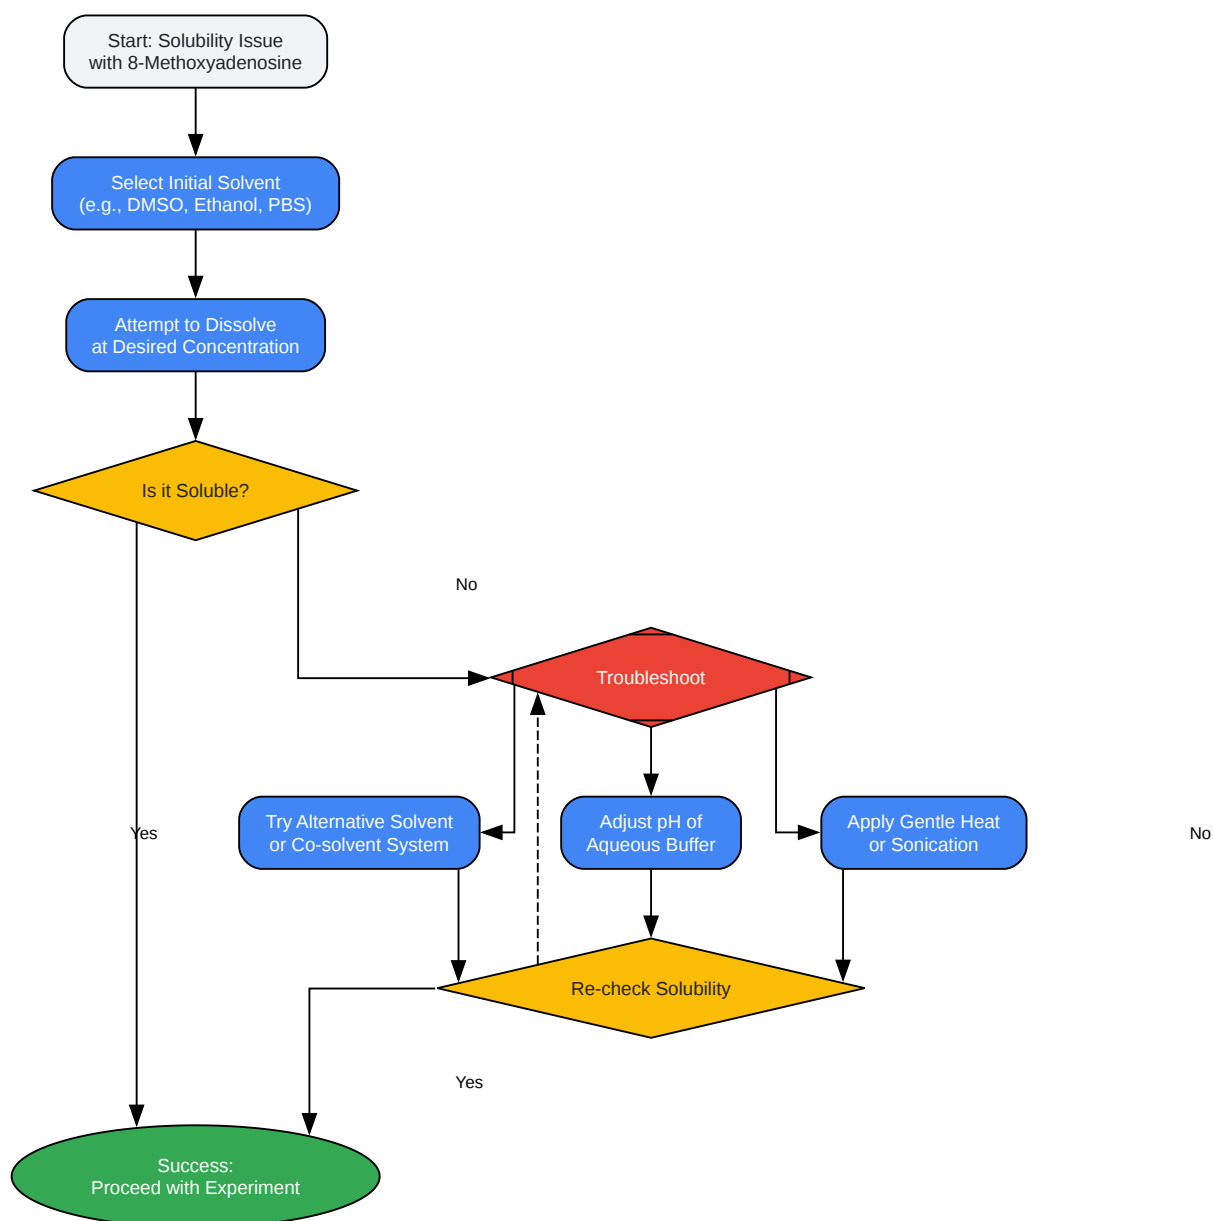 Start: Solubility Issue
with 8-Methoxyadenosine
Select Initial Solvent
(e.g., DMSO, Ethanol, PBS)
Attempt to Dissolve
at Desired Concentration
Is it Soluble?
No
Troubleshoot
Yes
Try Alternative Solvent
or Co-solvent System
Adjust pH of
Aqueous Buffer
Apply Gentle Heat
or Sonication
No
Re-check Solubility
Yes
Success:
Proceed with Experiment